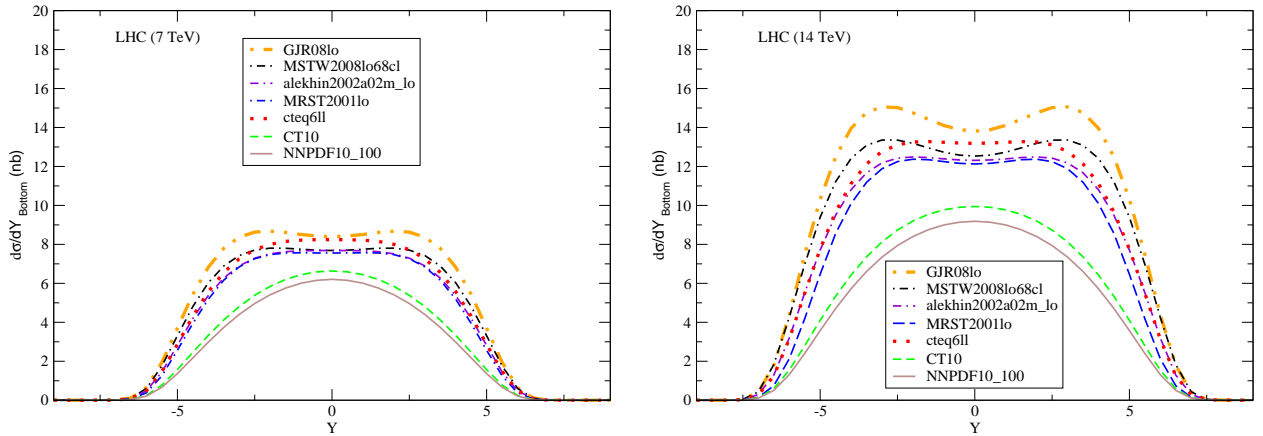 20
18
16
14
12
10
8
6
4
2
0
dσ/dY Bottom (nb)
LHC (7 TeV)
GJR08lo
MSTW2008lo68cl
alekhin2002a02m_lo
MRST2001lo
cteq6ll
CT10
NNPDF10_100
-5 0 5
Y
20
18
16
14
12
10
8
6
4
2
0
dσ/dY Bottom (nb)
LHC (14 TeV)
GJR08lo
MSTW2008lo68cl
alekhin2002a02m_lo
MRST2001lo
cteq6ll
CT10
NNPDF10_100
-5 0 5
Y